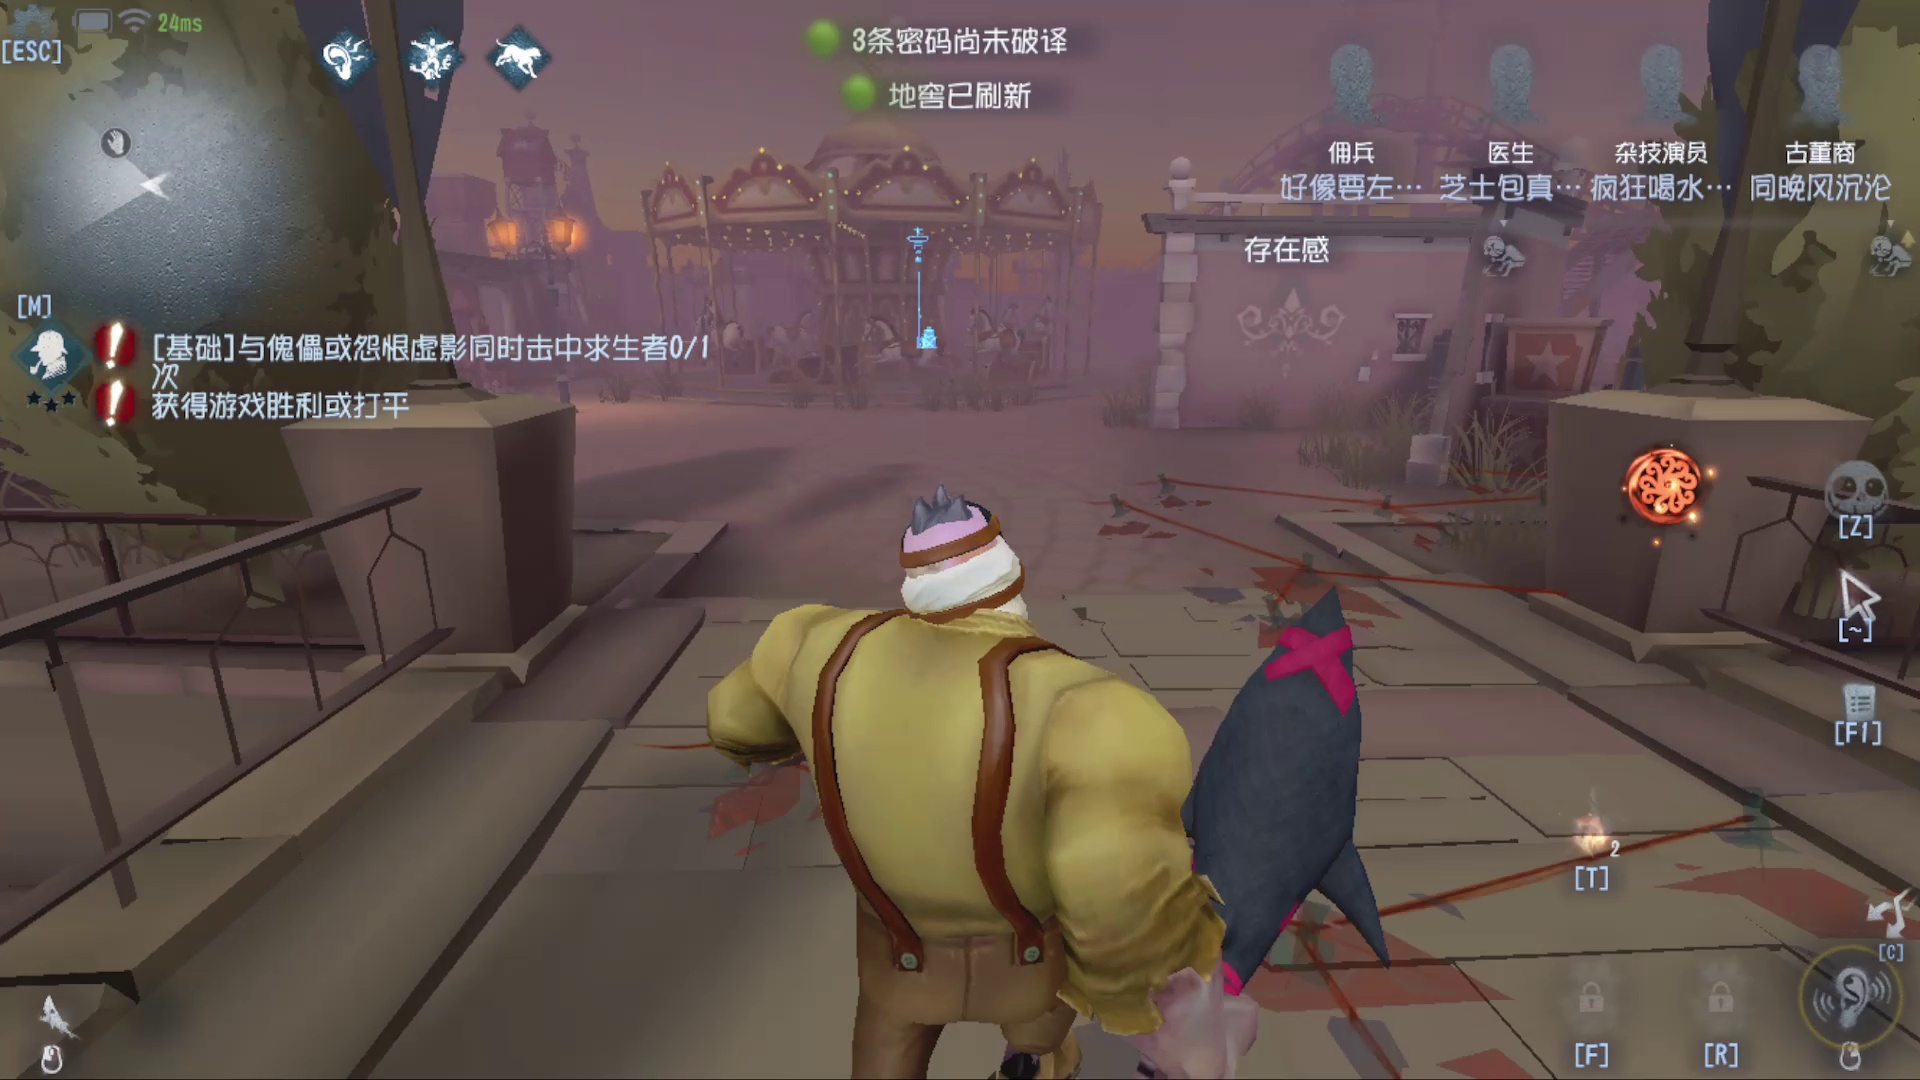 24ms
[ESC]
3条密码尚未破译
地窖已刷新
佣兵
医生
杂技演员
古董商
好像要左…
芝士包真…
疯狂喝水…
同晚风沉沦
存在感
[M]
[基础]与傀儡或怨恨虚影同时击中求生者0/1
次
获得游戏胜利或打平
[Z]
[~]
[F1]
2
[T]
[C]
[F]
[R]